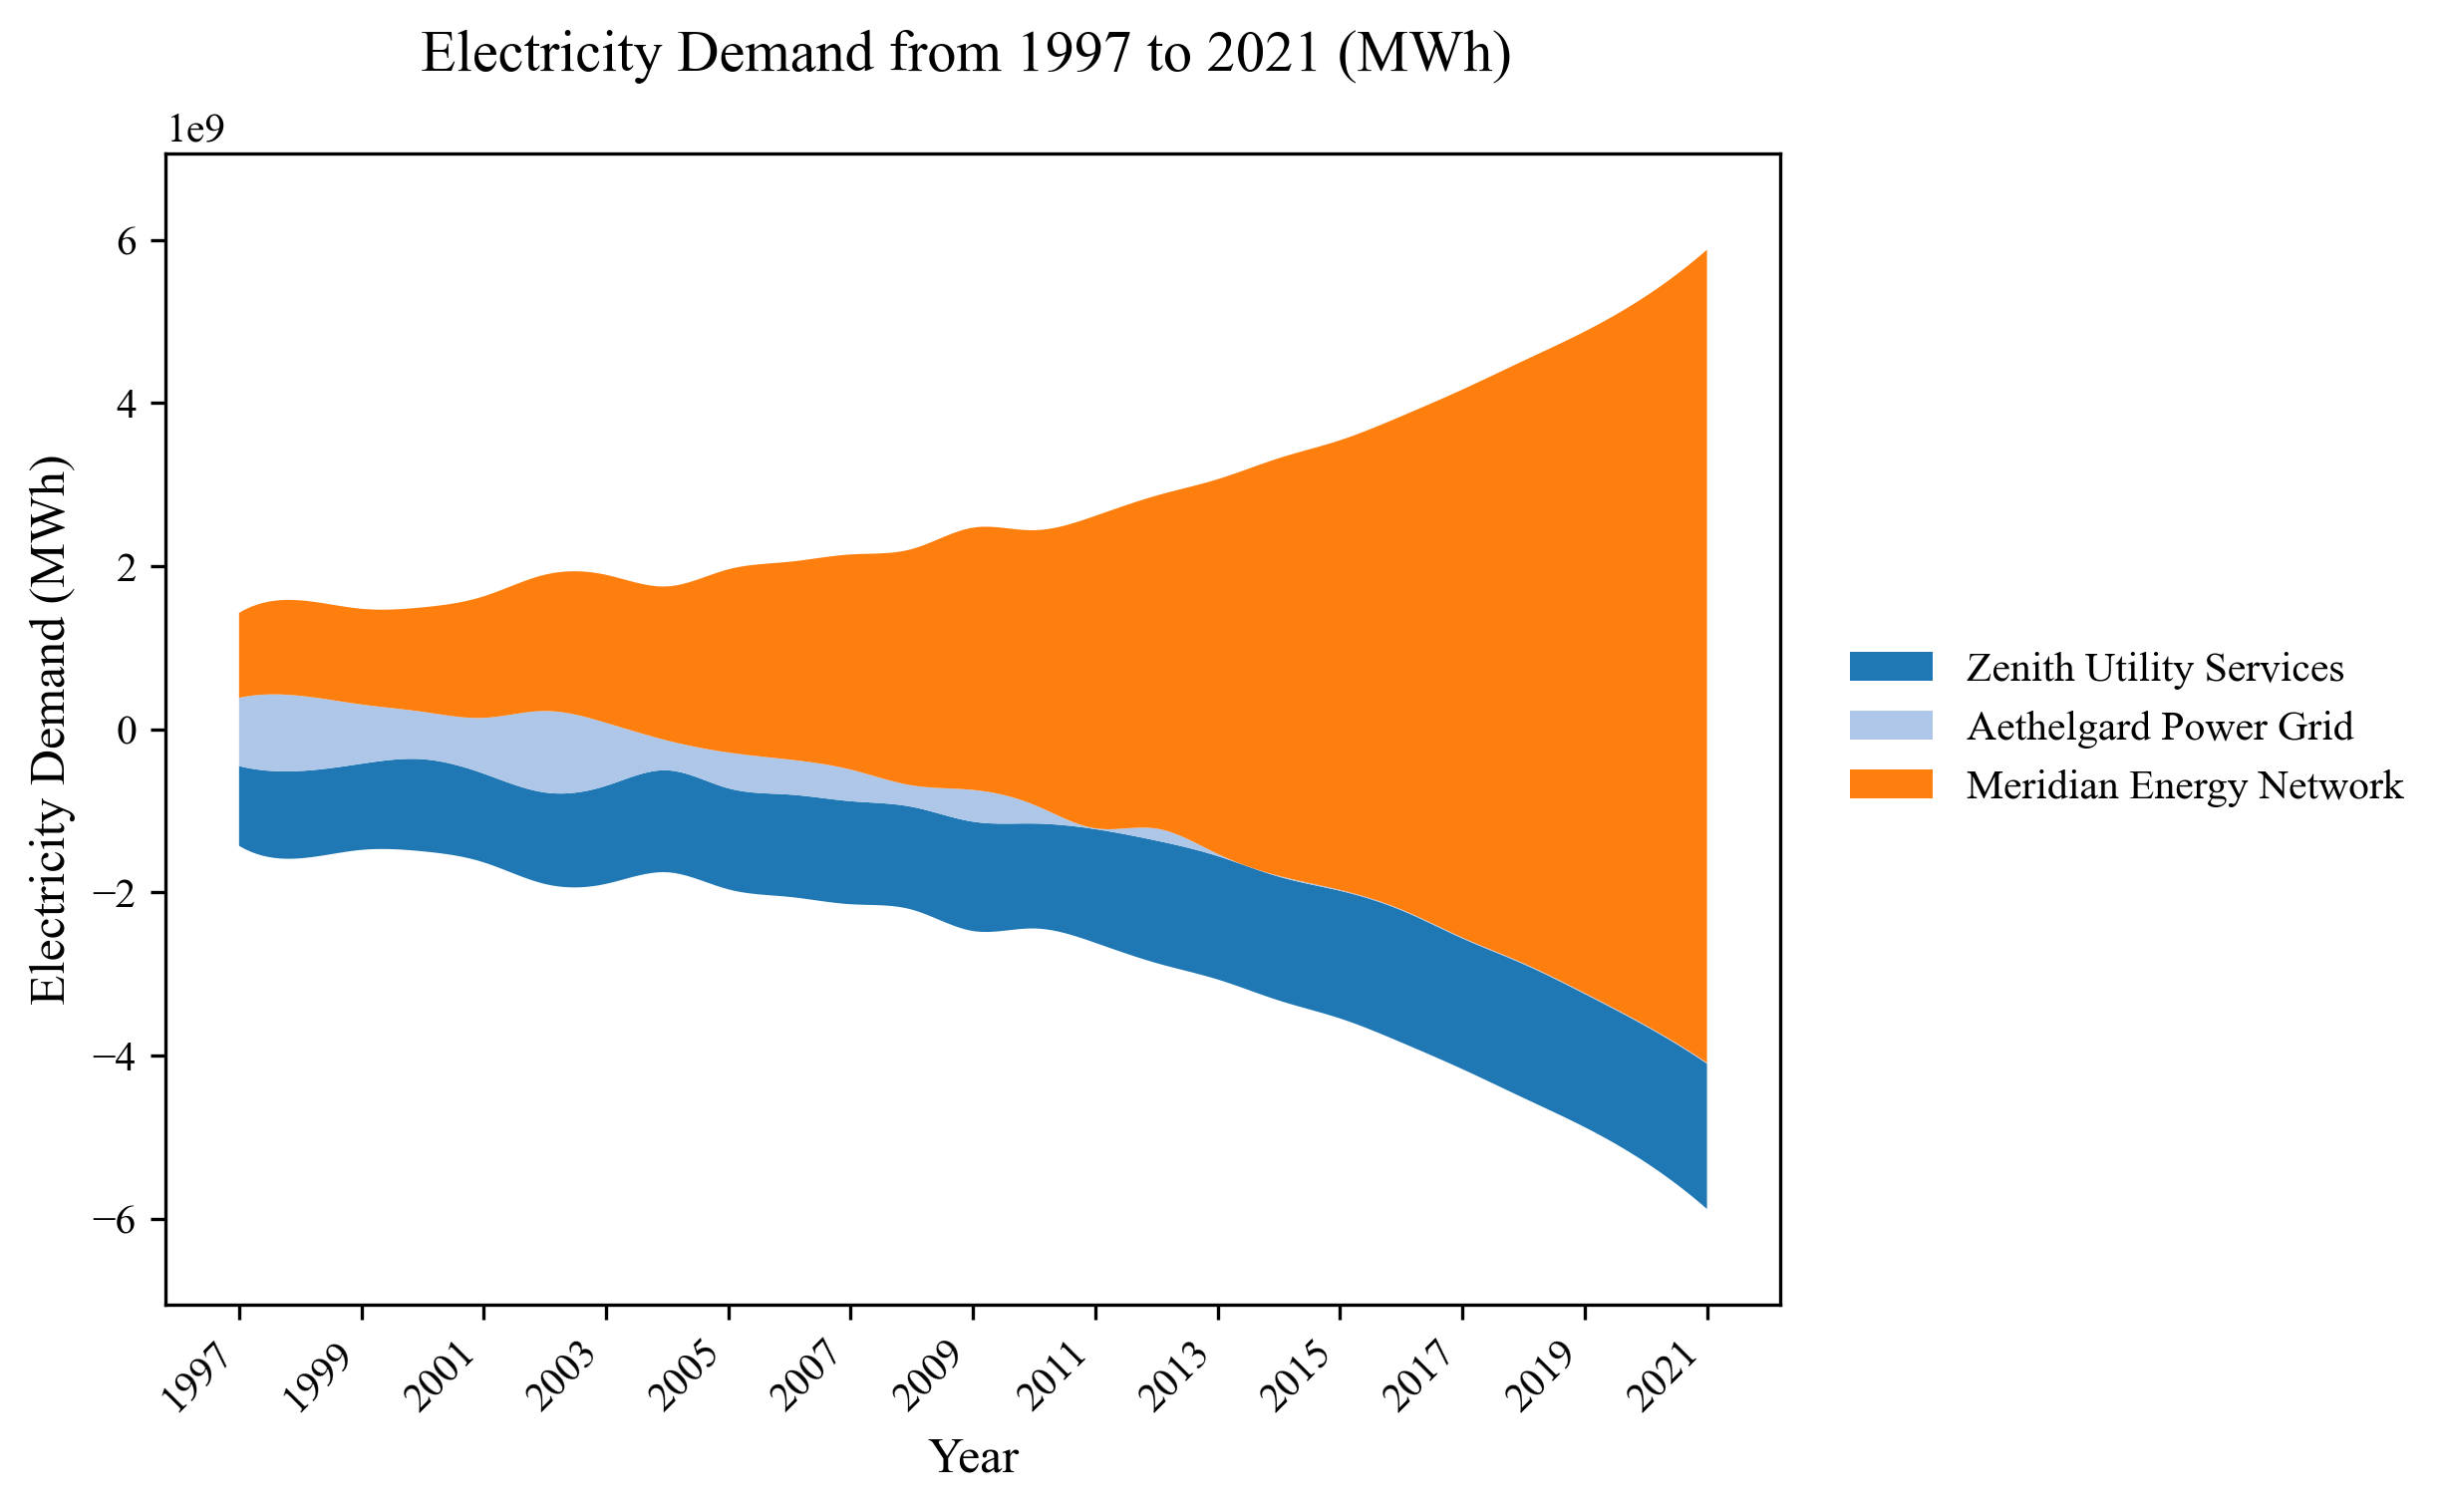 Electricity Demand from 1997 to 2021 (MWh)
1e9
6
4
2
0
−2
−4
−6
Electricity Demand (MWh)
1997
1999
2001
2003
2005
2007
2009
2011
2013
2015
2017
2019
2021
Year
Zenith Utility Services
Aethelgard Power Grid
Meridian Energy Network